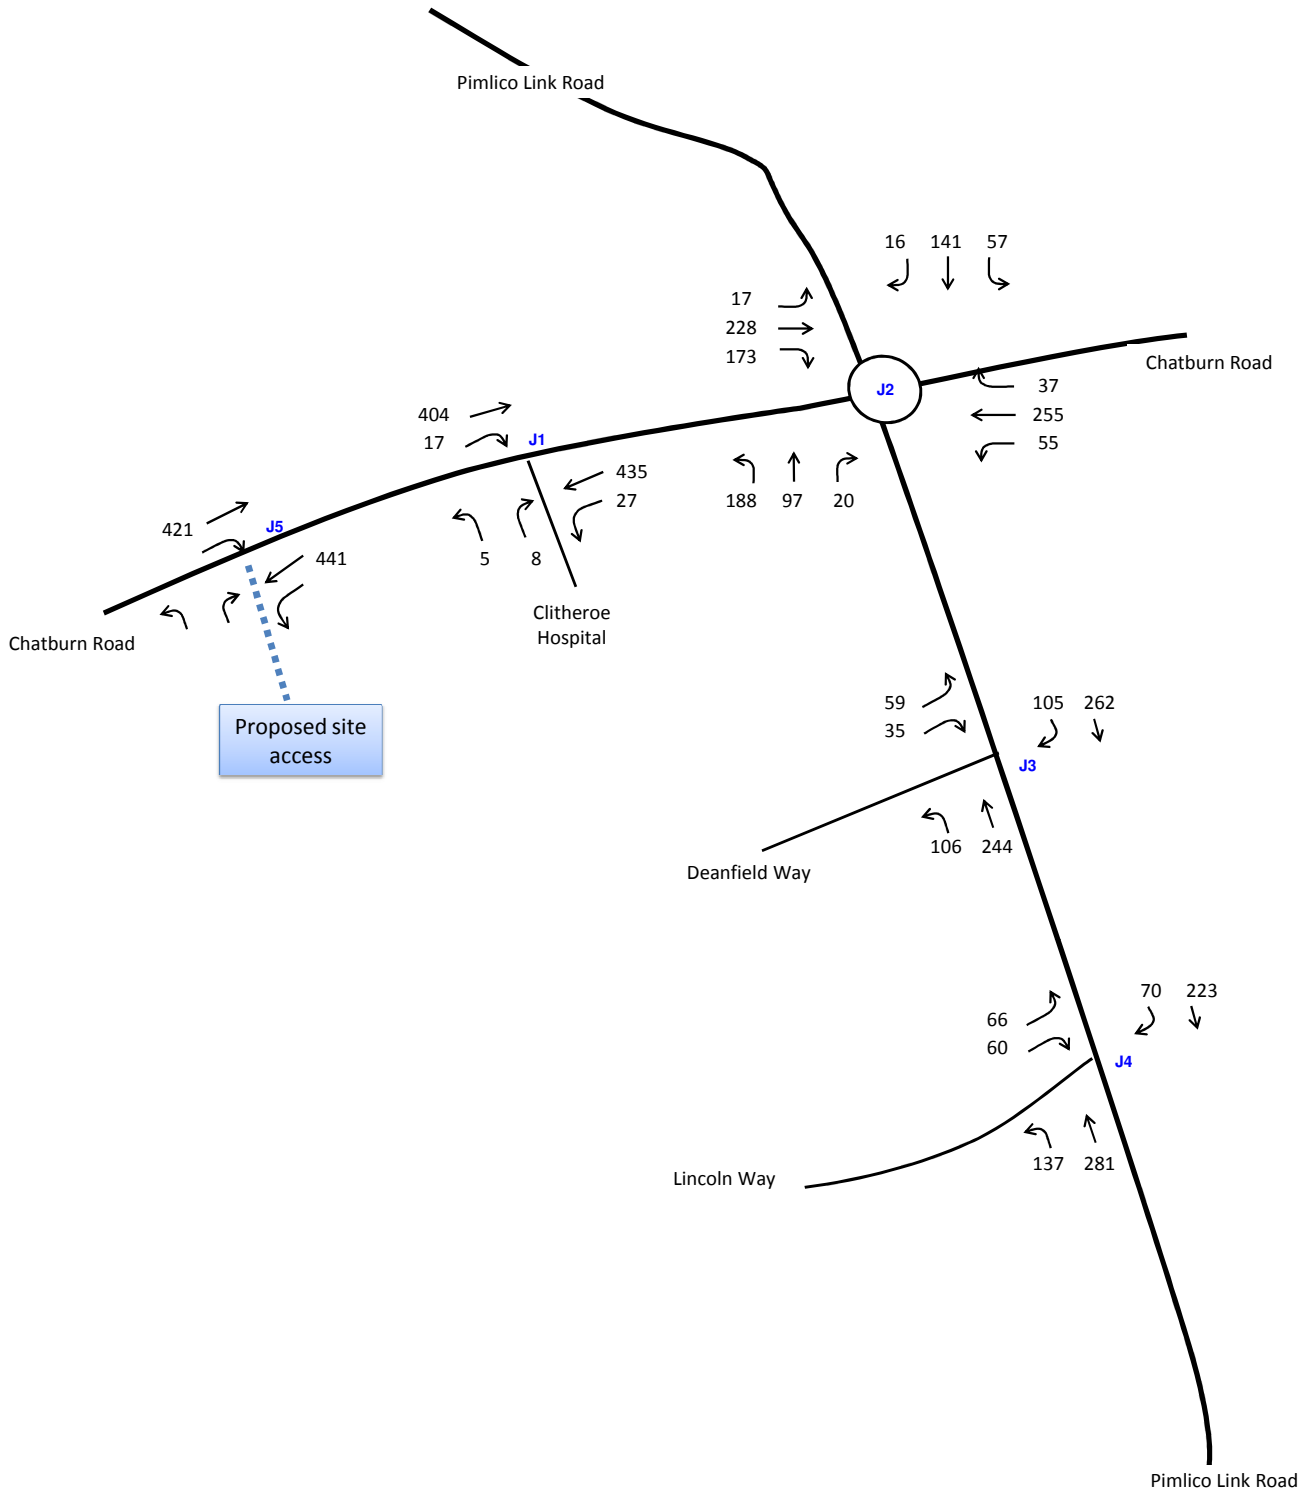 Pimlico Link Road
16 141 57
17
228
173
Chatburn Road
J2
37
255
55
404
17
J1
435
27
188 97 20
421
J5
441
5 8
Clitheroe
Hospital
Chatburn Road
59
35
105 262
Proposed site
access
J3
106 244
Deanfield Way
70 223
66
60
J4
137 281
Lincoln Way
Pimlico Link Road